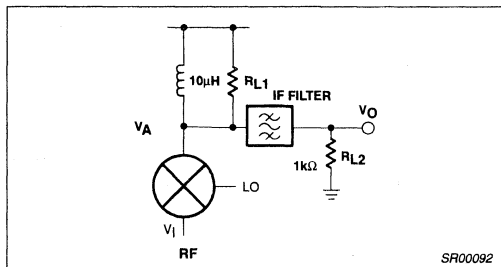 10µH
RL1
IF FILTER
VO
VA
1kΩ
RL2
LO
VI
RF
SR00092